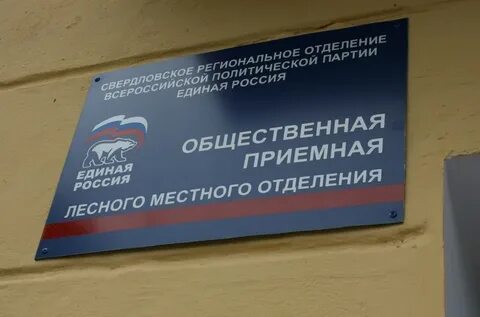 СВЕРДЛОВСКОЕ РЕГИОНАЛЬНОЕ ОТДЕЛЕНИЕ
ВСЕРОССИЙСКОЙ ПОЛИТИЧЕСКОЙ ПАРТИИ
ЕДИНАЯ РОССИЯ
ЕДИНАЯ
РОССИЯ
ОБЩЕСТВЕННАЯ
ПРИЕМНАЯ
ЛЕСНОГО МЕСТНОГО ОТДЕЛЕНИЯ